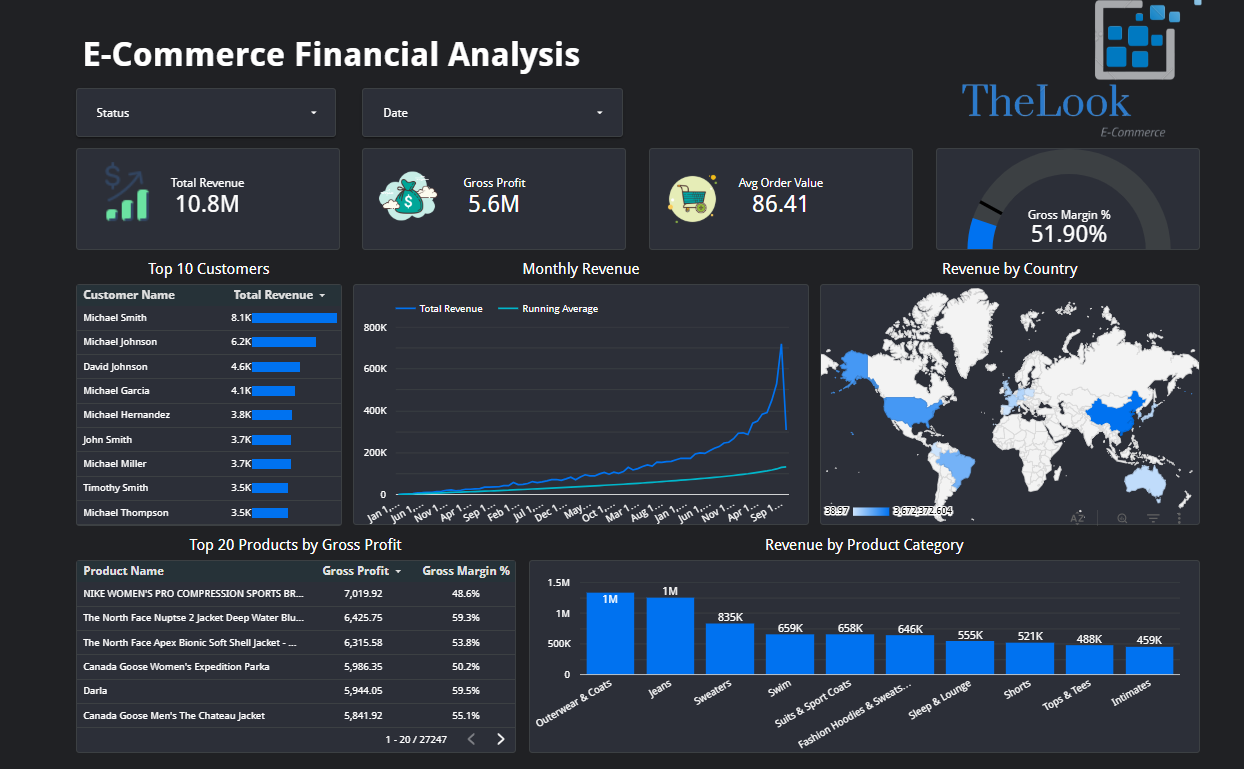 E-Commerce Financial Analysis
TheLook
E-Commerce
Status
Date
Total Revenue
10.8M
Gross Profit
5.6M
Avg Order Value
86.41
Gross Margin %
51.90%
Top 10 Customers
Customer Name Total Revenue
Michael Smith 8.1K
Michael Johnson 6.2K
David Johnson 4.6K
Michael Garcia 4.1K
Michael Hernandez 3.8K
John Smith 3.7K
Michael Miller 3.7K
Timothy Smith 3.5K
Michael Thompson 3.5K
Monthly Revenue
Total Revenue Running Average
800K
600K
400K
200K
0
Jan 1... Jun 1... Nov 1... Apr 1... Sep 1... Feb 1... Jul 1... Dec 1... May... Oct 1... Mar 1... Aug 1... Jan 1... Jun 1... Nov 1... Apr 1... Sep 1...
Revenue by Country
38.97 3,672,372.604
AZ
Top 20 Products by Gross Profit
Product Name Gross Profit Gross Margin %
NIKE WOMEN'S PRO COMPRESSION SPORTS BR... 7,019.92 48.6%
The North Face Nuptse 2 Jacket Deep Water Blu... 6,425.75 59.3%
The North Face Apex Bionic Soft Shell Jacket - ... 6,315.58 53.8%
Canada Goose Women's Expedition Parka 5,986.35 50.2%
Darla 5,944.05 59.5%
Canada Goose Men's The Chateau Jacket 5,841.92 55.1%
1 - 20 / 27247
Revenue by Product Category
1.5M
1M
500K
0
1M 1M 835K 659K 658K 646K 555K 521K 488K 459K
Outerwear & Coats Jeans Sweaters Swim Suits & Sport Coats Fashion Hoodies & Sweats... Sleep & Lounge Shorts Tops & Tees Intimates